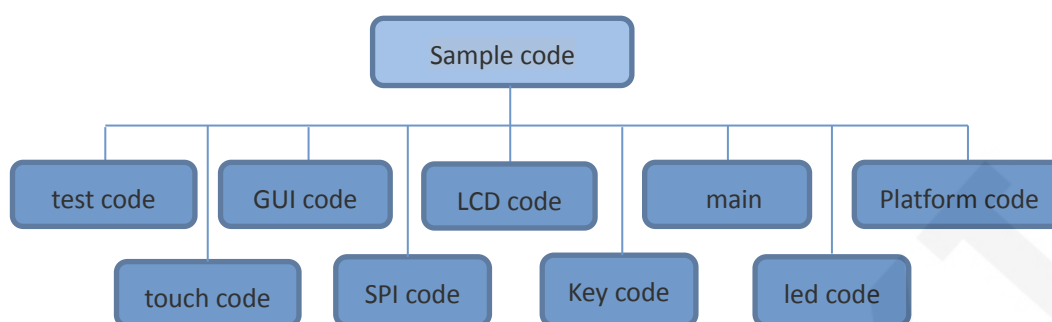 Sample code
test code
GUI code
LCD code
main
Platform code
touch code
SPI code
Key code
led code